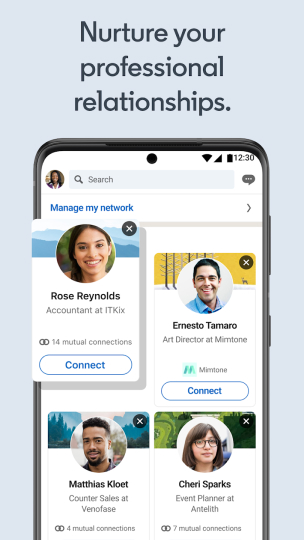 Nurture your
professional
relationships.
12:30
Search
Manage my network
Rose Reynolds
Accountant at ITKix
14 mutual connections
Connect
Ernesto Tamaro
Art Director at Mimtone
Mimtone
Connect
Matthias Kloet
Counter Sales at
Venofase
4 mutual connections
Cheri Sparks
Event Planner at
Antelith
7 mutual connections